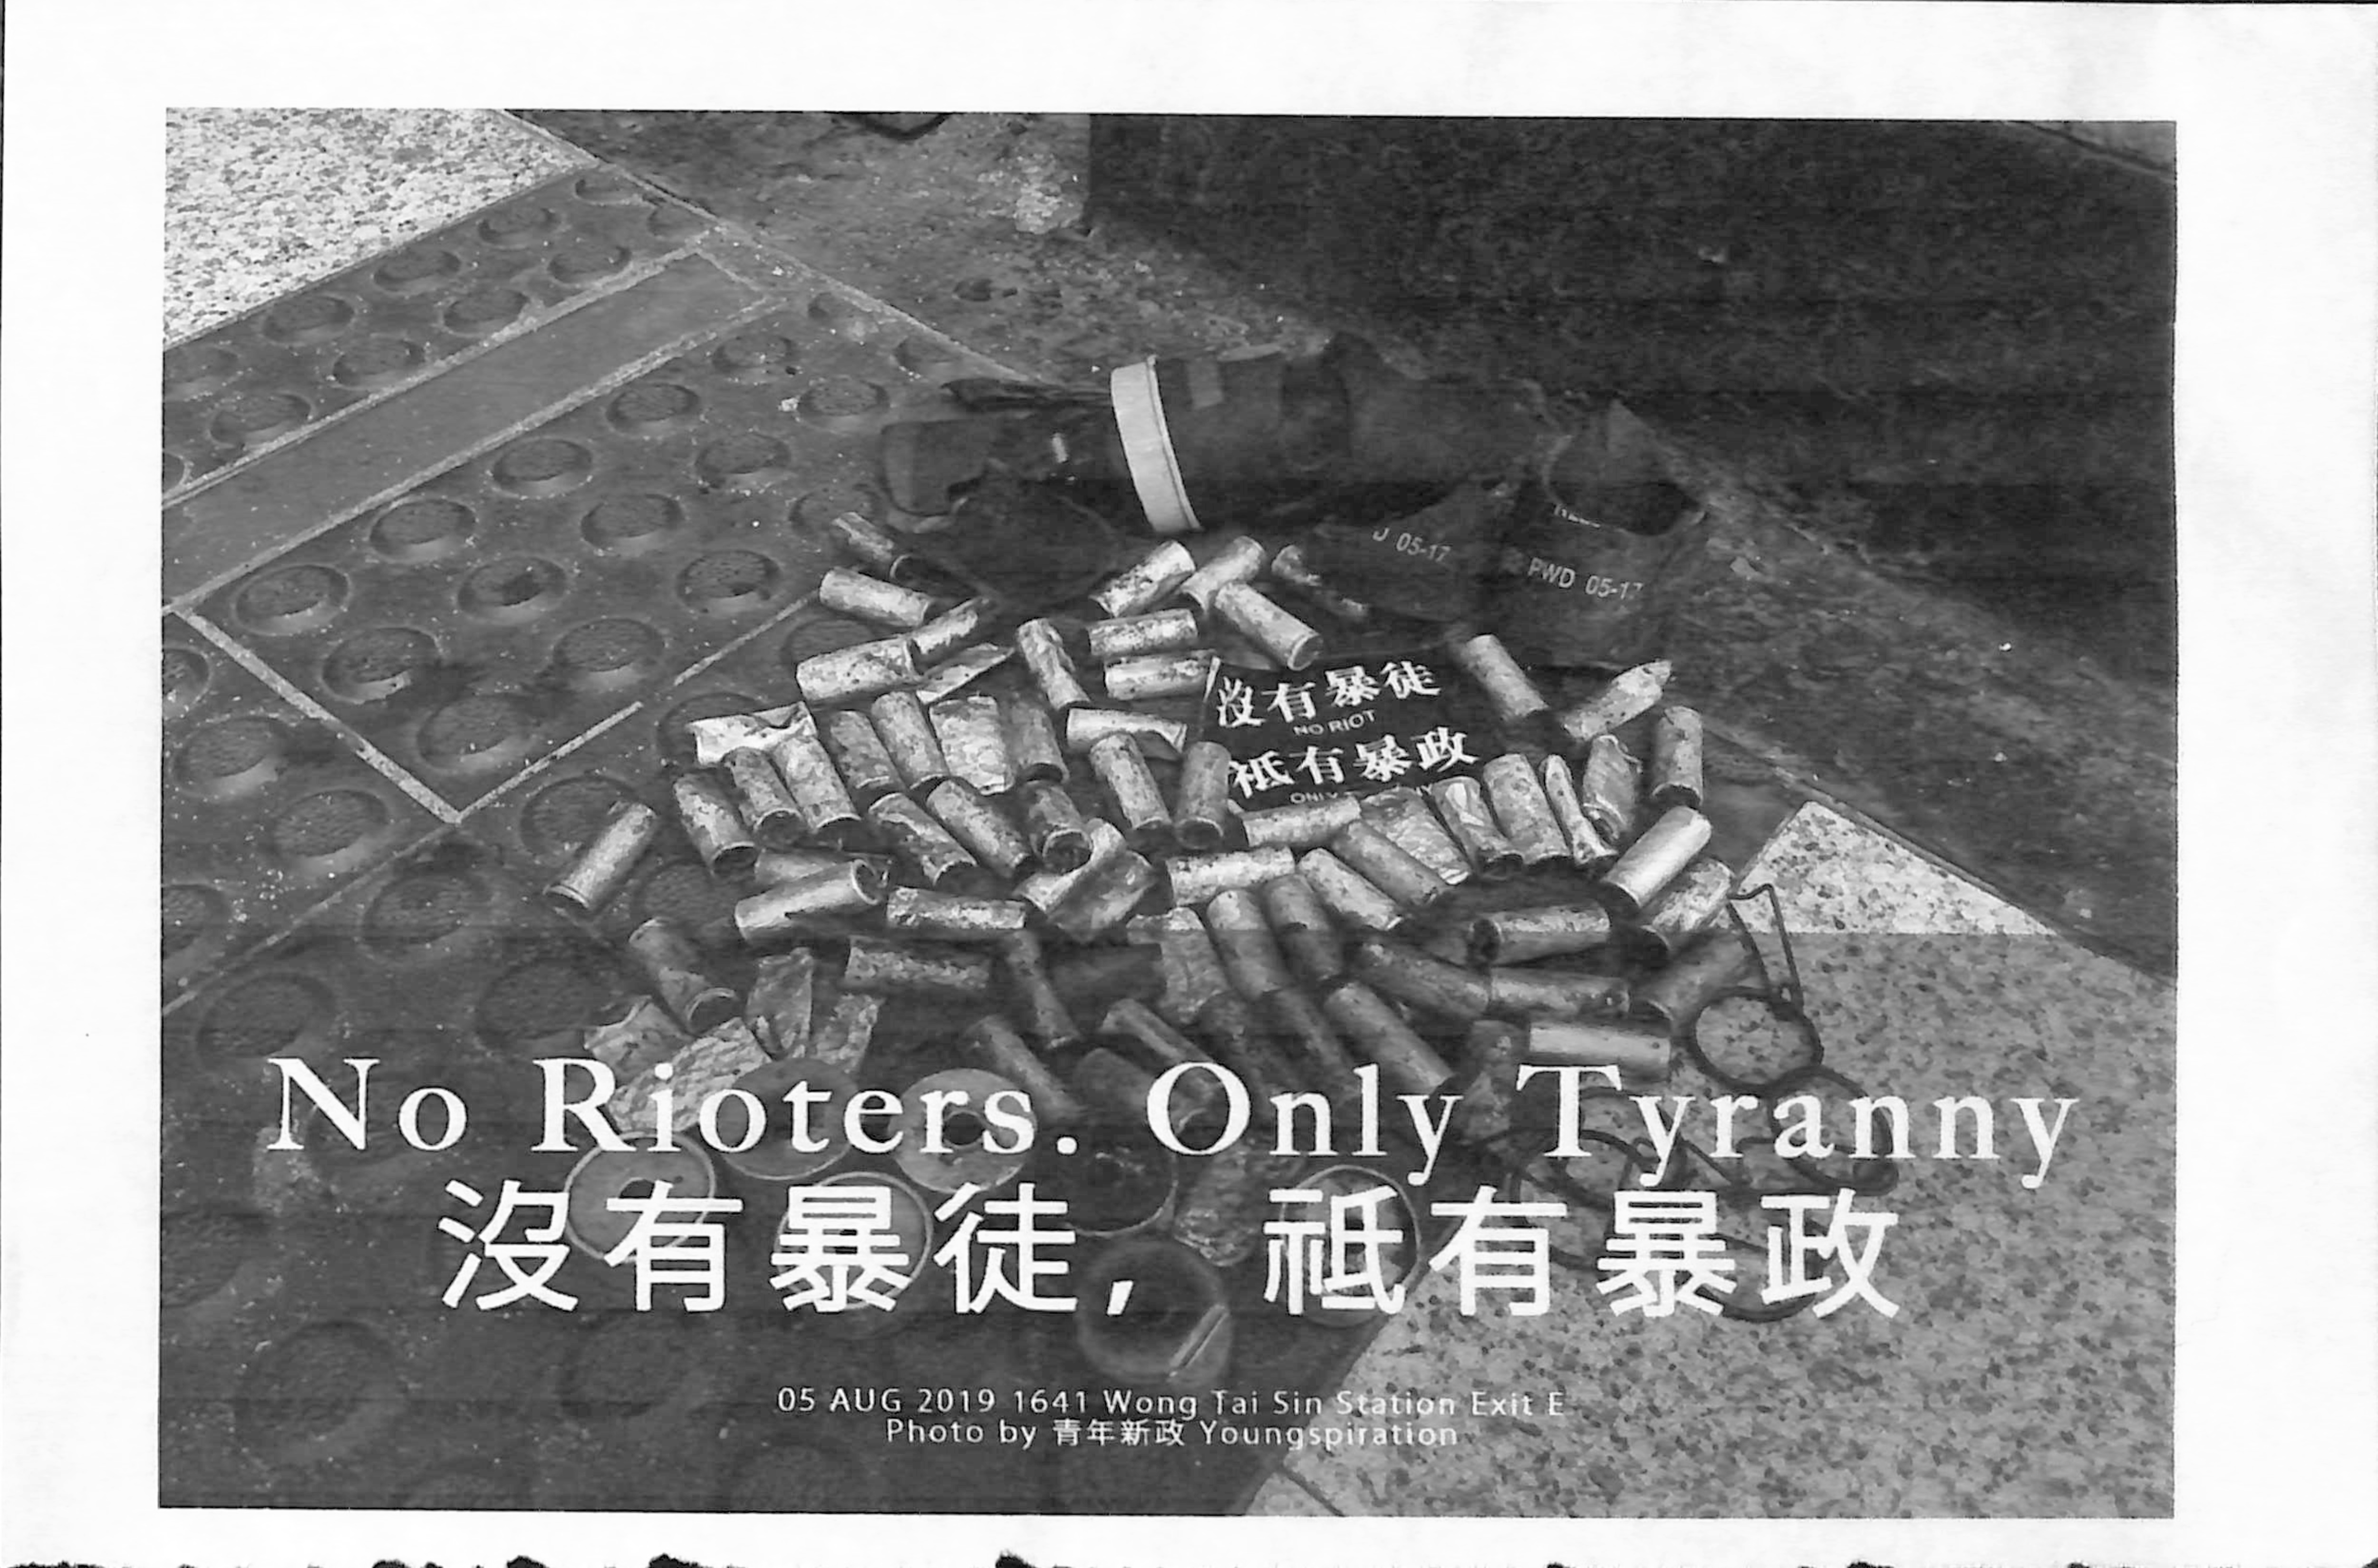 J 05-17
PWD 05-17
沒有暴徒
NO RIOT
祗有暴政
ONLY
No Rioters. Only Tyranny
沒有暴徒，祗有暴政
05 AUG 2019 1641 Wong Tai Sin Station Exit E
Photo by 青年新政 Youngspiration